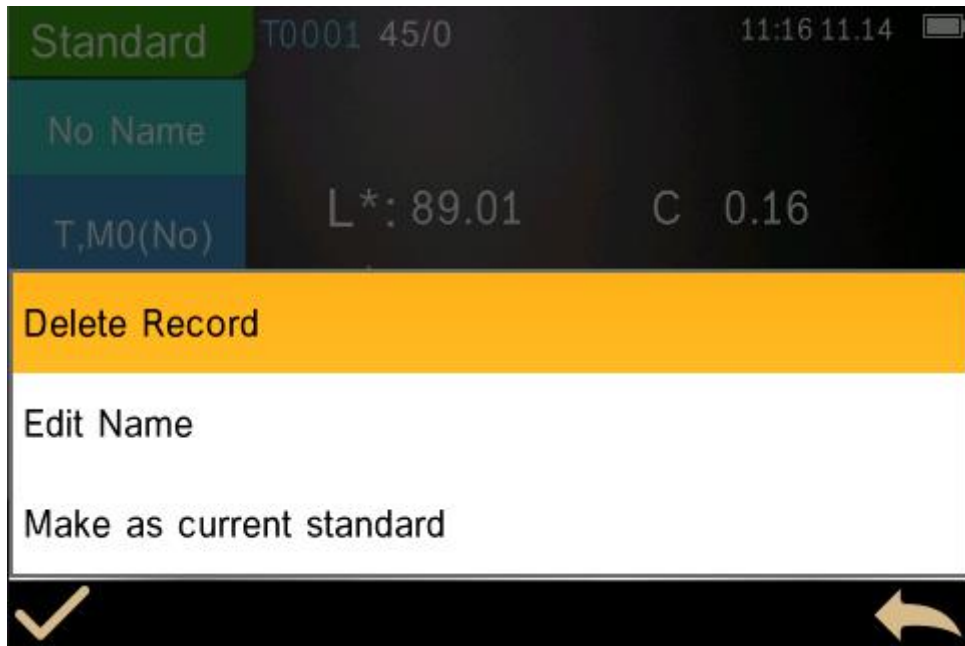 Standard T0001 45/0 11:16 11.14
No Name
T,M0(No) L*: 89.01 C 0.16
Delete Record
Edit Name
Make as current standard